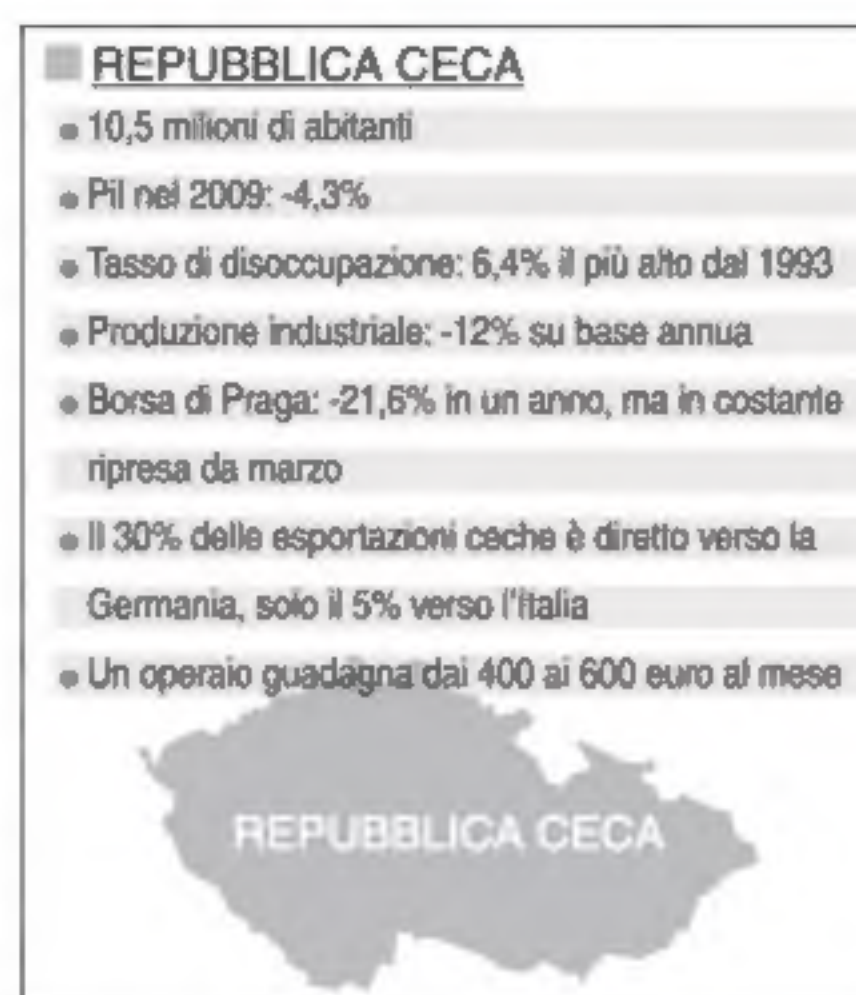 REPUBBLICA CECA
• 10,5 milioni di abitanti
• Pil nel 2009: -4,3%
• Tasso di disoccupazione: 6,4% il più alto dal 1993
• Produzione industriale: -12% su base annua
• Borsa di Praga: -21,6% in un anno, ma in costante
ripresa da marzo
• Il 30% delle esportazioni ceche è diretto verso la
Germania, solo il 5% verso l'Italia
• Un operaio guadagna dai 400 ai 600 euro al mese
REPUBBLICA CECA